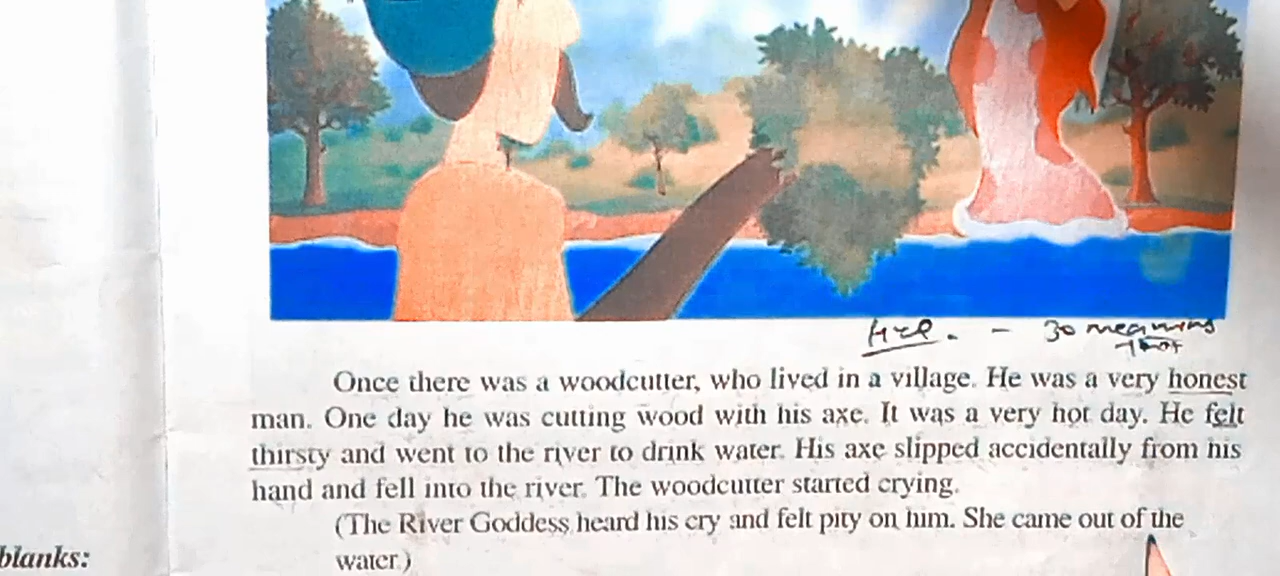 30 meaning
Once there was a woodcutter, who lived in a village. He was a very honest
man. One day he was cutting wood with his axe. It was a very hot day. He felt
thirsty and went to the river to drink water. His axe slipped accidentally from his
hand and fell into the river. The woodcutter started crying.
(The River Goddess heard his cry and felt pity on him. She came out of the
water.)
blanks: